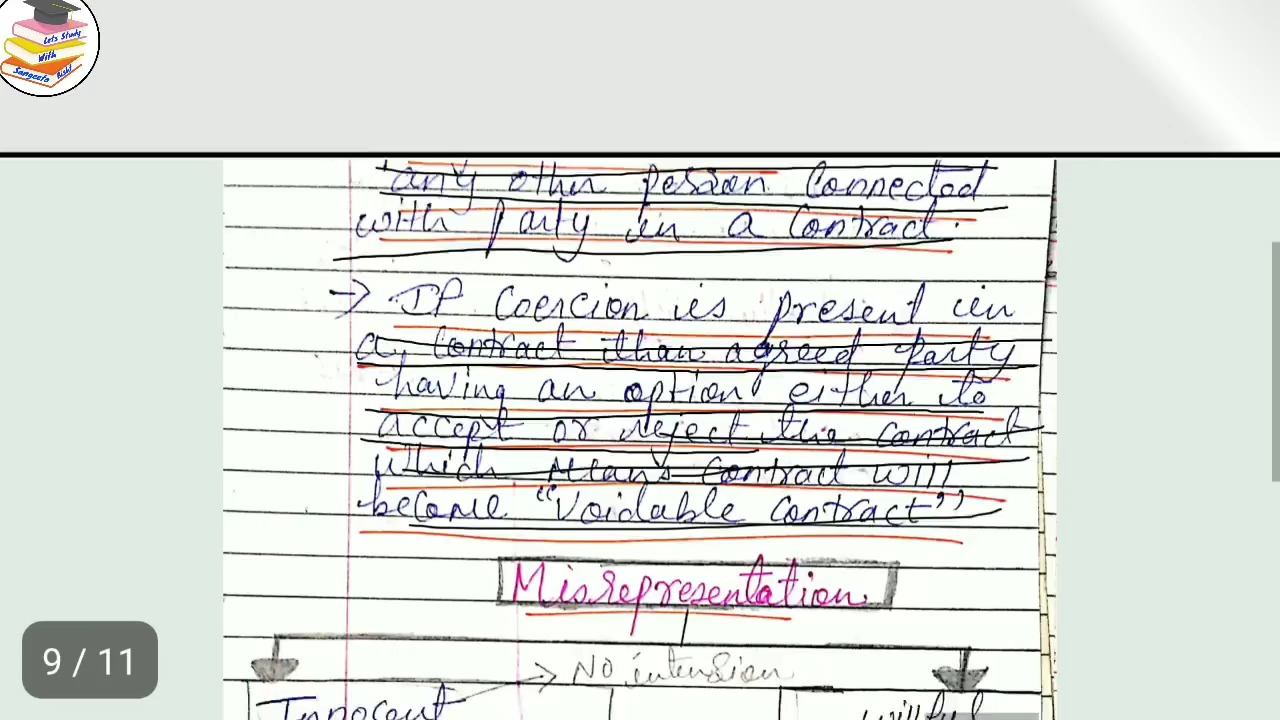 Lets Study
With
Sangeeta Bisht
any other person connected
with party in a contract.
→ If Coercion is present in
a contract than agreed party
having an option either to
accept or reject the contract
which means contract will
become "Voidable contract"
Misrepresentation
→ No intension
Innocent
willful
9 / 11